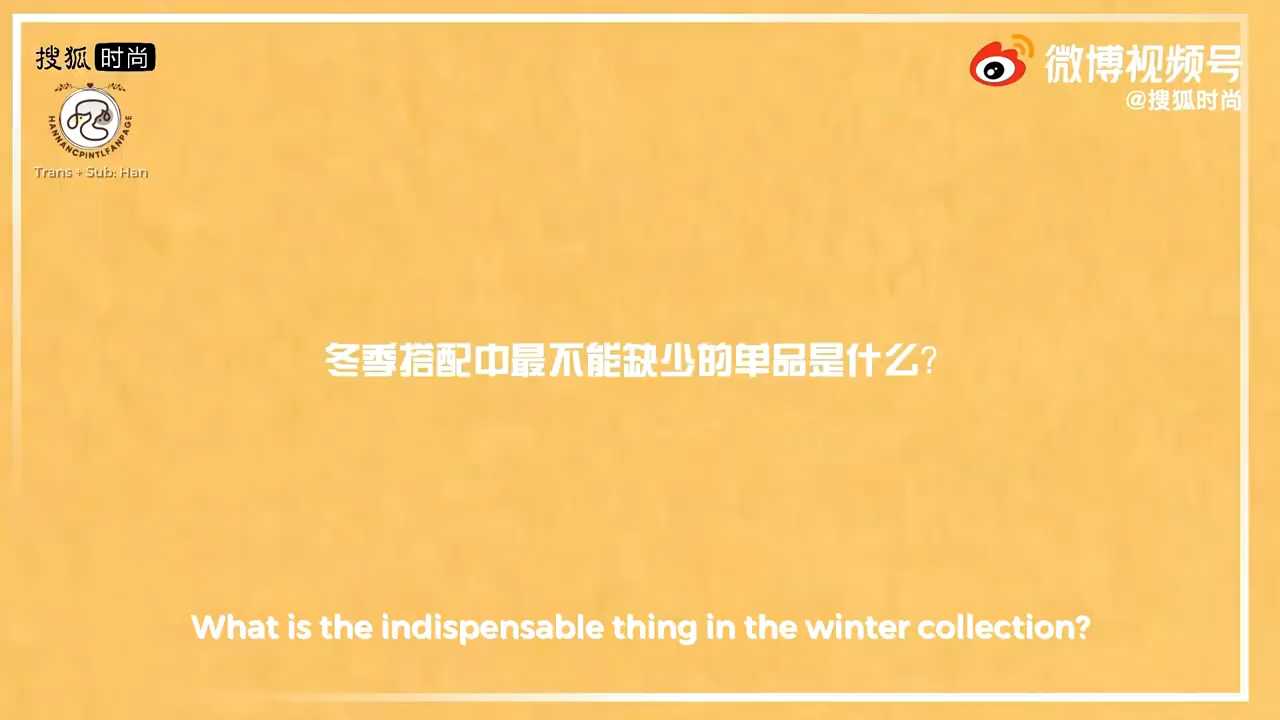 搜狐 时尚
HANNANCPINTLFANPAGE
Trans + Sub: Han
微博视频号
@搜狐时尚
冬季搭配中最不能缺少的单品是什么?
What is the indispensable thing in the winter collection?